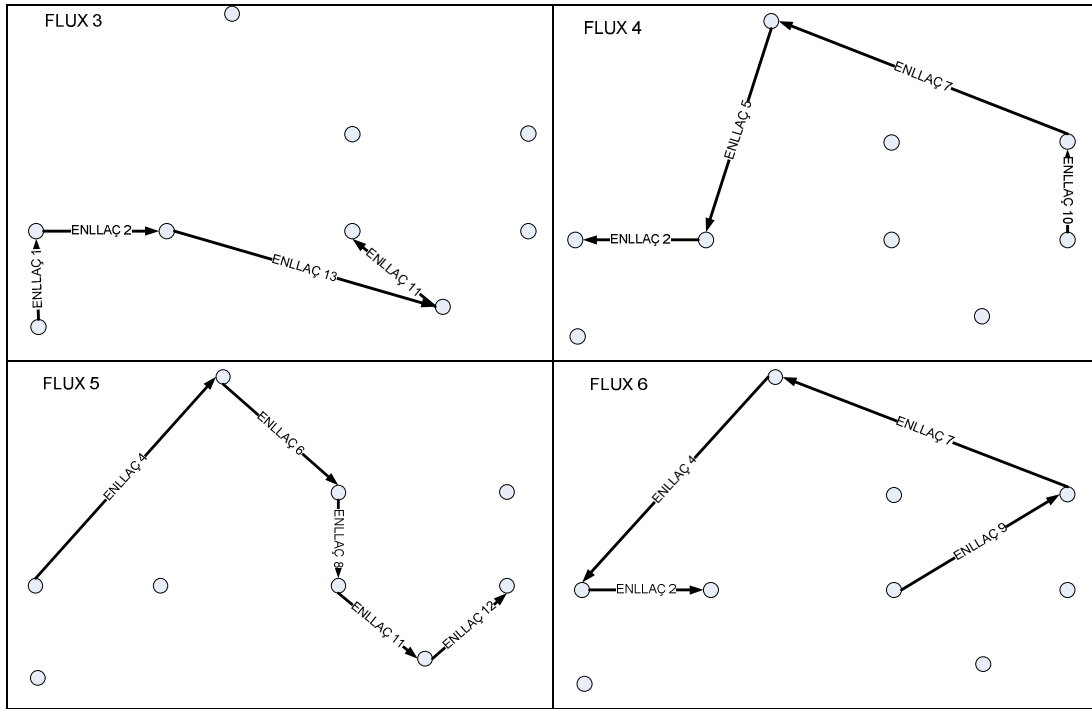 FLUX 3
ENLLAÇ 1
ENLLAÇ 2
ENLLAÇ 13
ENLLAÇ 11
FLUX 4
ENLLAÇ 7
ENLLAÇ 5
ENLLAÇ 10
ENLLAÇ 2
FLUX 5
ENLLAÇ 4
ENLLAÇ 6
ENLLAÇ 8
ENLLAÇ 11
ENLLAÇ 12
FLUX 6
ENLLAÇ 7
ENLLAÇ 4
ENLLAÇ 9
ENLLAÇ 2